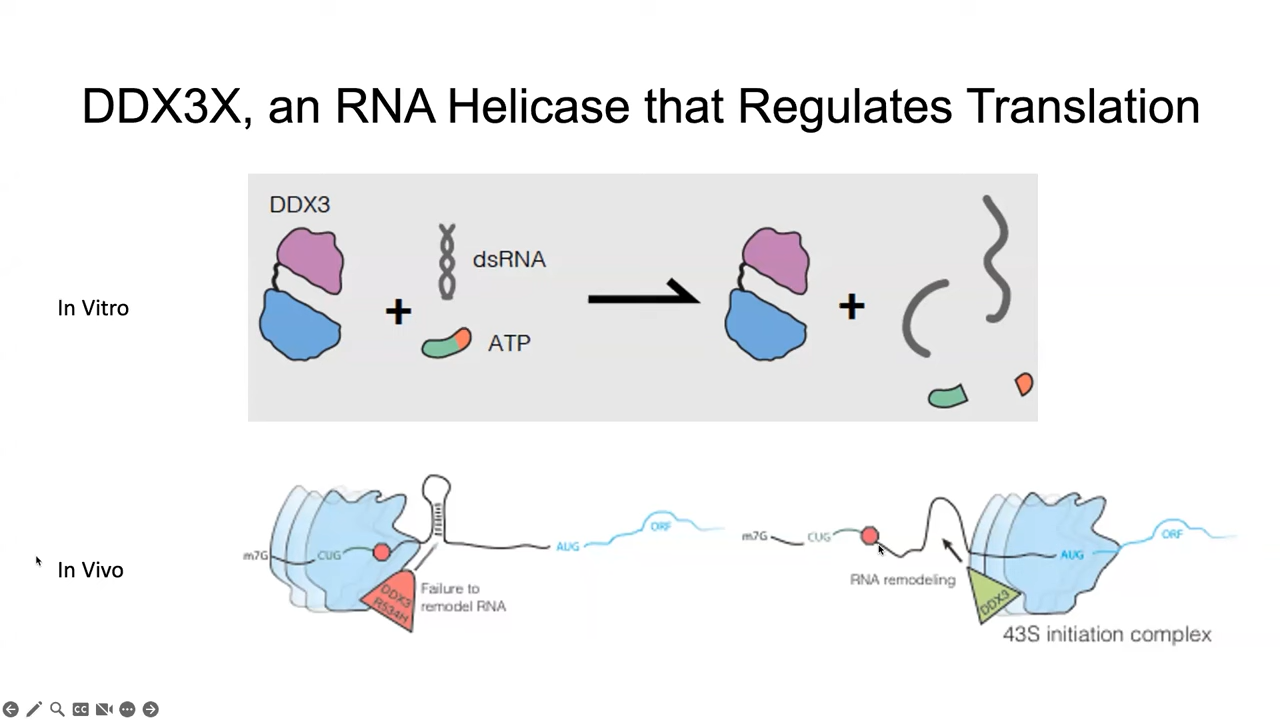 DDX3X, an RNA Helicase that Regulates Translation
In Vitro
DDX3
+
dsRNA
ATP
+
In Vivo
m7G
CUG
DDX3
R534H
Failure to
remodel RNA
AUG
ORF
m7G
CUG
RNA remodeling
DDX3
AUG
ORF
43S initiation complex
CC